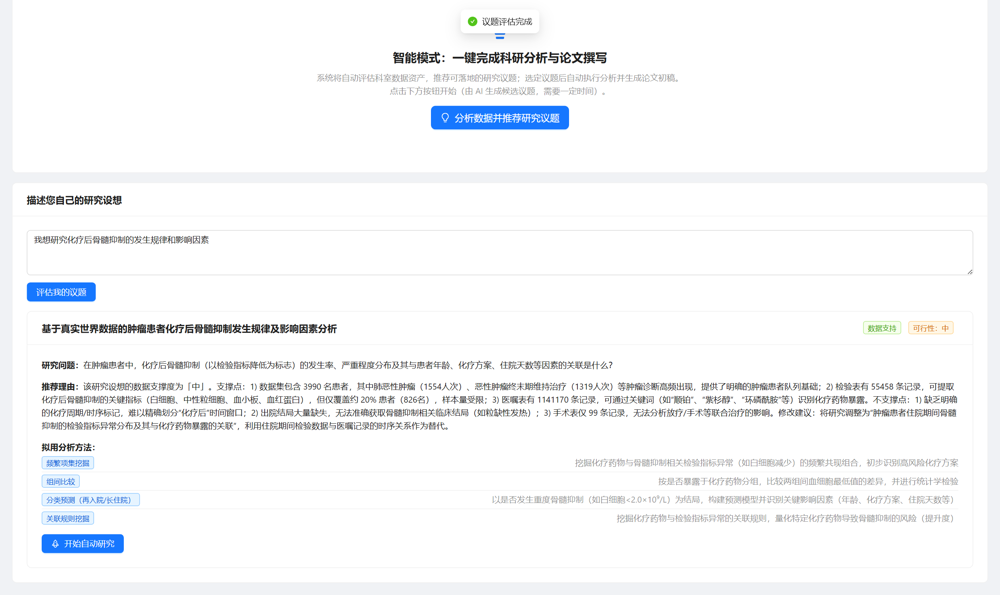 议题评估完成
智能模式：一键完成科研分析与论文撰写
系统将自动评估科室数据资产，推荐可落地的研究议题；选定议题后自动执行分析并生成论文初稿。
点击下方按钮开始（由 AI 生成候选议题，需要一定时间）。
分析数据并推荐研究议题
描述您自己的研究设想
我想研究化疗后骨髓抑制的发生规律和影响因素
评估我的议题
基于真实世界数据的肿瘤患者化疗后骨髓抑制发生规律及影响因素分析
数据支持
可行性：中
研究问题：在肿瘤患者中，化疗后骨髓抑制（以检验指标降低为标志）的发生率、严重程度分布及其与患者年龄、化疗方案、住院天数等因素的关联是什么？
推荐理由：该研究设想的数据支撑度为「中」。支撑点：1) 数据集包含 3990 名患者，其中肺恶性肿瘤（1554人次）、恶性肿瘤终末期维持治疗（1319人次）等肿瘤诊断高频出现，提供了明确的肿瘤患者队列基础；2) 检验表有 55458 条记录，可提取
化疗后骨髓抑制的关键指标（白细胞、中性粒细胞、血小板、血红蛋白），但仅覆盖约 20% 患者（826名），样本量受限；3) 医嘱表有 1141170 条记录，可通过关键词（如“顺铂”、“紫杉醇”、“环磷酰胺”等）识别化疗药物暴露。不支撑点：1) 缺乏明确
的化疗周期/时序标记，难以精确划分“化疗后”时间窗口；2) 出院结局大量缺失，无法准确获取骨髓抑制相关临床结局（如粒缺性发热）；3) 手术表仅 99 条记录，无法分析放疗/手术等联合治疗的影响。修改建议：将研究调整为“肿瘤患者住院期间骨髓
抑制的检验指标异常分布及其与化疗药物暴露的关联”，利用住院期间检验数据与医嘱记录的时序关系作为替代。
拟用分析方法：
频繁项集挖掘
挖掘化疗药物与骨髓抑制相关检验指标异常（如白细胞减少）的频繁共现组合，初步识别高风险化疗方案
组间比较
按是否暴露于化疗药物分组，比较两组间血细胞最低值的差异，并进行统计学检验
分类预测（再入院/长住院）
以是否发生重度骨髓抑制（如白细胞<2.0×10⁹/L）为结局，构建预测模型并识别关键影响因素（年龄、化疗方案、住院天数等）
关联规则挖掘
挖掘化疗药物与检验指标异常的关联规则，量化特定化疗药物导致骨髓抑制的风险（提升度）
开始自动研究